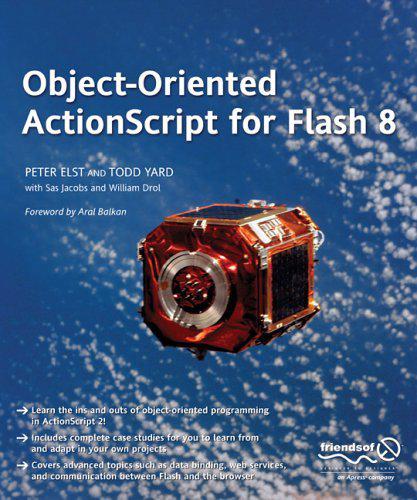 Object-Oriented
ActionScript for Flash 8
PETER ELST AND TODD YARD
with Sas Jacobs and William Drol
Foreword by Aral Balkan
Learn the ins and outs of object-oriented programming
in ActionScript 2!
Includes complete case studies for you to learn from
and adapt in your own projects
Covers advanced topics such as data binding, web services,
and communication between Flash and the browser
friendsof
DESIGNER TO DESIGNER™
an Apress® company